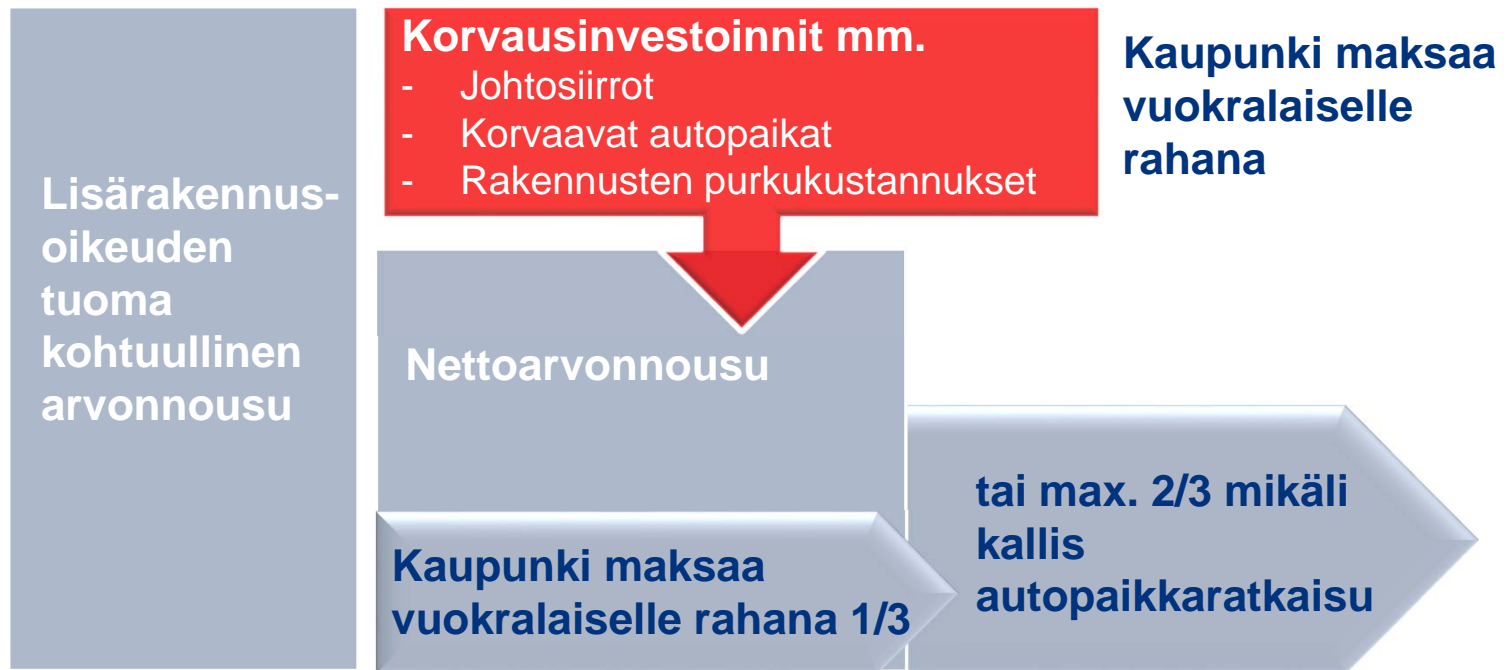 Lisärakennus-
oikeuden
tuoma
kohtuullinen
arvonnousu
Korvausinvestoinnit mm.
- Johtosiirrot
- Korvaavat autopaikat
- Rakennusten purkukustannukset
Kaupunki maksaa
vuokralaiselle
rahana
Nettoarvonnousu
Kaupunki maksaa
vuokralaiselle rahana 1/3
tai max. 2/3 mikäli
kallis
autopaikkaratkaisu